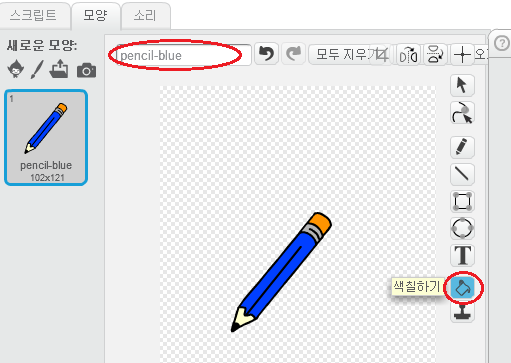 스크립트 모양 소리
새로운 모양:
pencil-blue
모두 지우기
1
pencil-blue
102x121
T
색칠하기
?